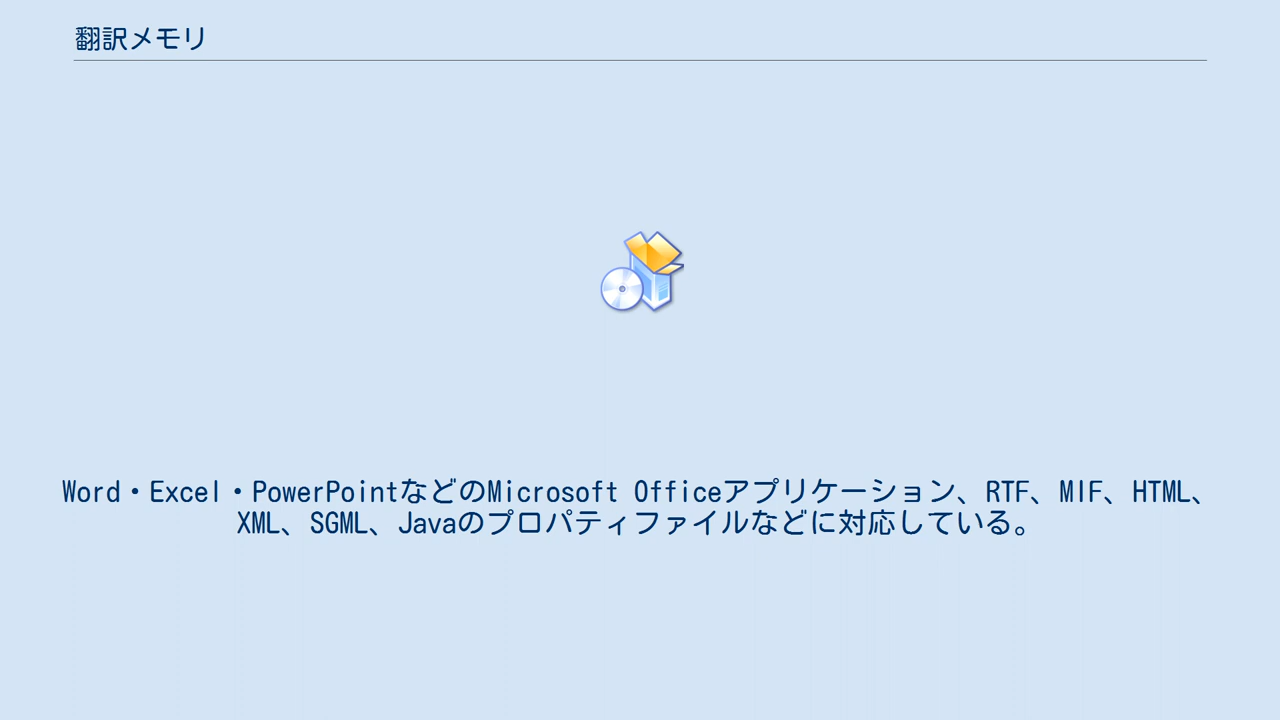 翻訳メモリ
Word・Excel・PowerPointなどのMicrosoft Officeアプリケーション、RTF、MIF、HTML、
XML、SGML、Javaのプロパティファイルなどに対応している。